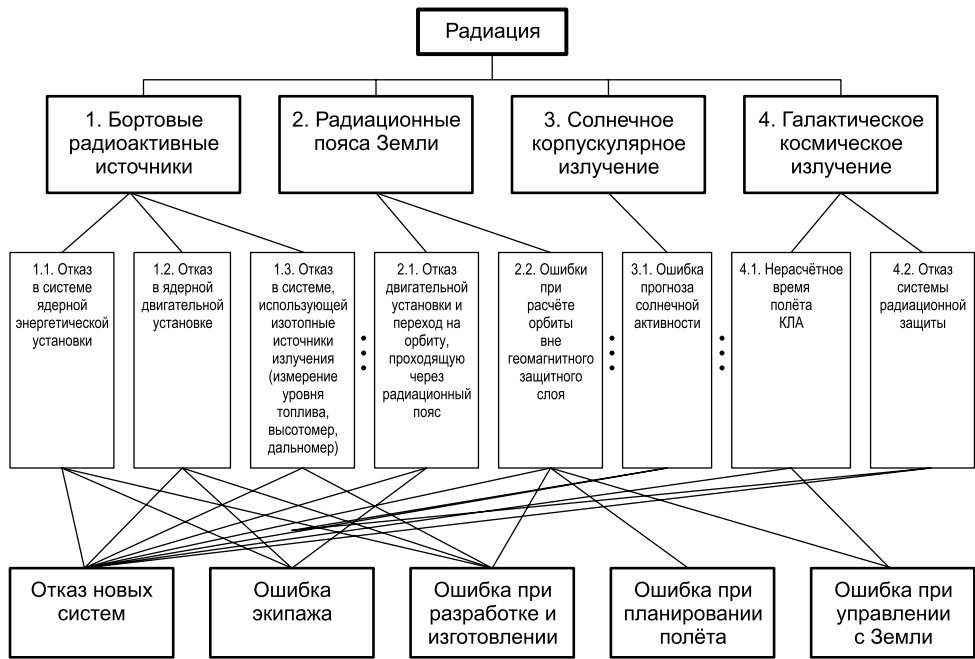 Радиация
1. Бортовые
радиоактивные
источники
2. Радиационные
пояса Земли
3. Солнечное
корпускулярное
излучение
4. Галактическое
космическое
излучение
1.1. Отказ
в системе
ядерной
энергетической
установки
1.2. Отказ
в ядерной
двигательной
установке
1.3. Отказ
в системе,
использующей
изотопные
источники
излучения
(измерение
уровня
топлива,
высотомер,
дальномер)
2.1. Отказ
двигательной
установки и
переход на
орбиту,
проходящую
через
радиационный
пояс
2.2. Ошибки
при
расчёте
орбиты
вне
геомагнитного
защитного
слоя
3.1. Ошибка
прогноза
солнечной
активности
4.1. Нерасчётное
время
полёта
КЛА
4.2. Отказ
системы
радиационной
защиты
Отказ новых
систем
Ошибка
экипажа
Ошибка при
разработке и
изготовлении
Ошибка при
планировании
полёта
Ошибка при
управлении
с Земли